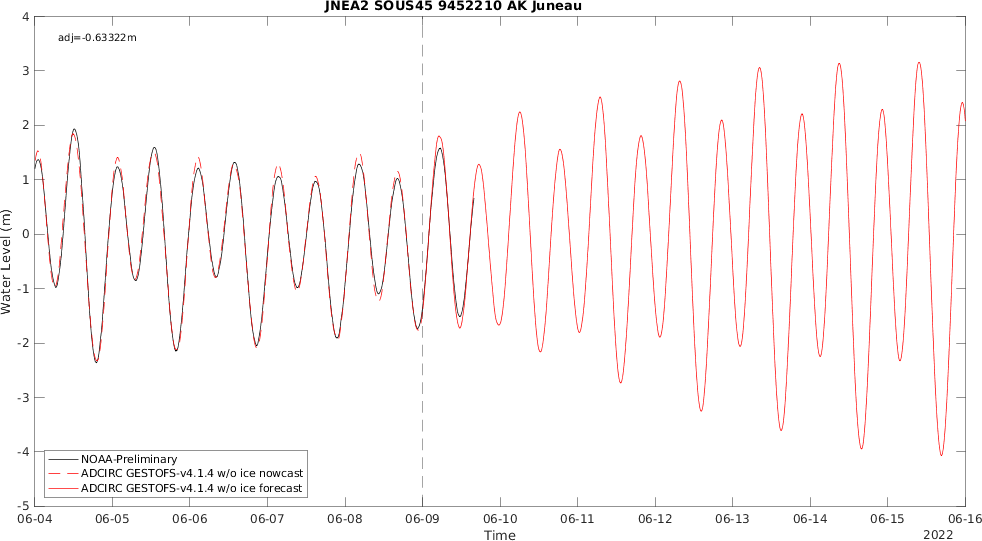 JNEA2 SOUS45 9452210 AK Juneau
4
adj=-0.63322m
3
2
1
0
-1
-2
-3
-4
-5
Water Level (m)
NOAA-Preliminary
ADCIRC GESTOFS-v4.1.4 w/o ice nowcast
ADCIRC GESTOFS-v4.1.4 w/o ice forecast
06-04 06-05 06-06 06-07 06-08 06-09 06-10 06-11 06-12 06-13 06-14 06-15 06-16
Time
2022